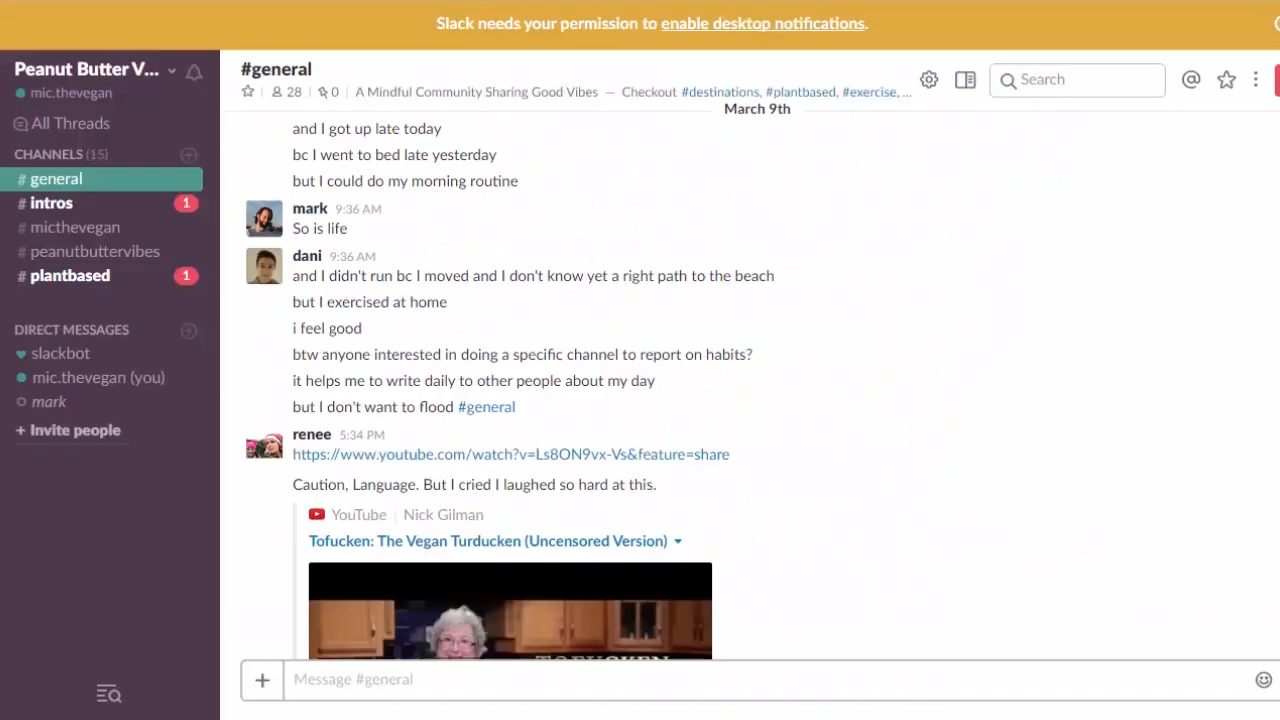 Slack needs your permission to enable desktop notifications.
Peanut Butter V...
mic.thevegan
All Threads
CHANNELS (15)
# general
# intros 1
# micthevegan
# peanutbuttervibes
# plantbased 1
DIRECT MESSAGES
slackbot
mic.thevegan (you)
mark
+ Invite people
#general
28 | 0 | A Mindful Community Sharing Good Vibes — Checkout #destinations, #plantbased, #exercise, ...
Search
March 9th
and I got up late today
bc I went to bed late yesterday
but I could do my morning routine
mark 9:36 AM
So is life
dani 9:36 AM
and I didn't run bc I moved and I don't know yet a right path to the beach
but I exercised at home
i feel good
btw anyone interested in doing a specific channel to report on habits?
it helps me to write daily to other people about my day
but I don't want to flood #general
renee 5:34 PM
https://www.youtube.com/watch?v=Ls8ON9vx-Vs&feature=share
Caution, Language. But I cried I laughed so hard at this.
YouTube | Nick Gilman
Tofucken: The Vegan Turducken (Uncensored Version)
TOFUCKEN
+ Message #general